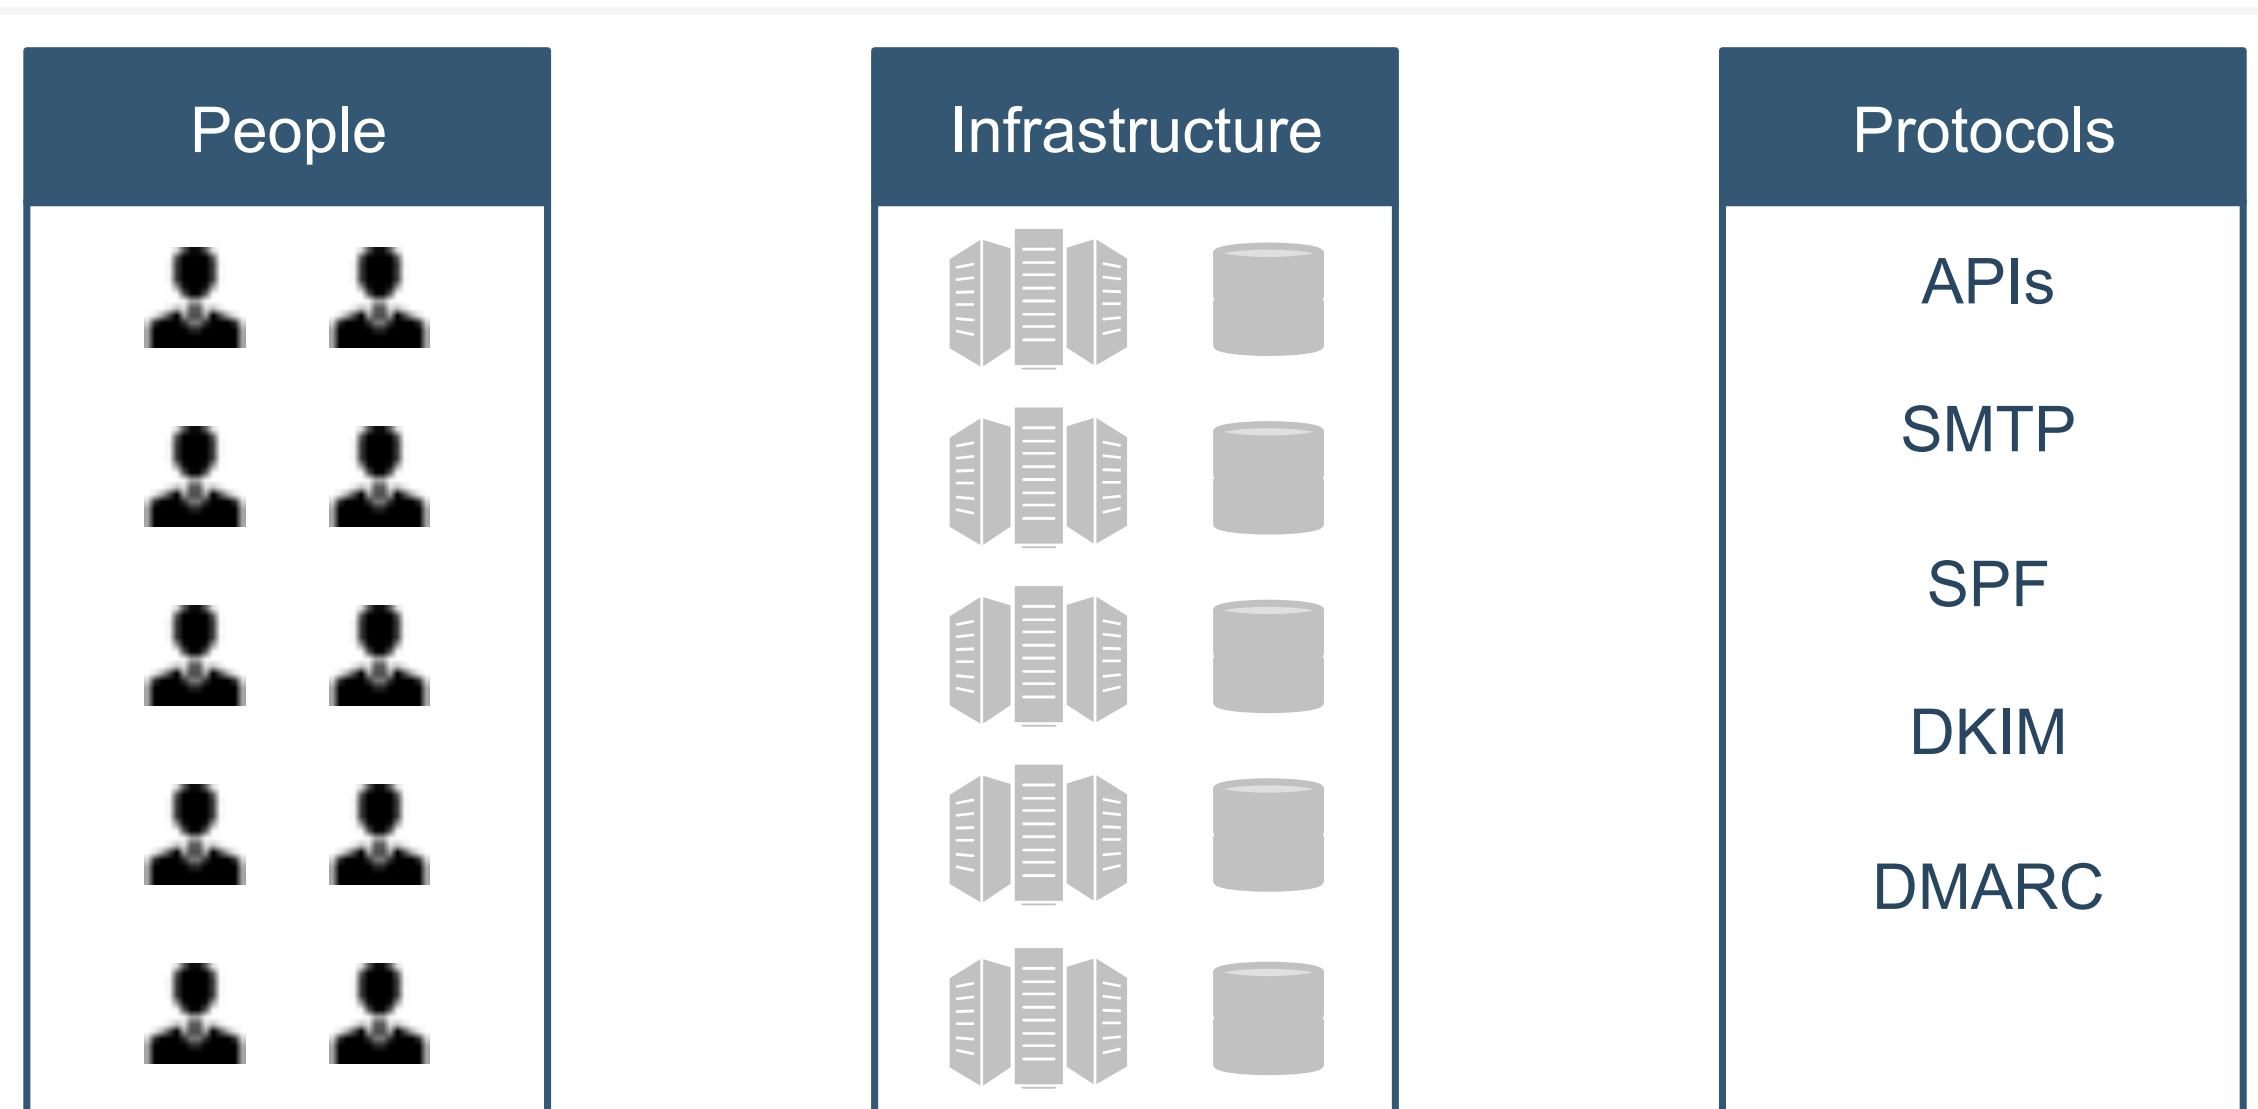 People
Infrastructure
Protocols
APIs
SMTP
SPF
DKIM
DMARC